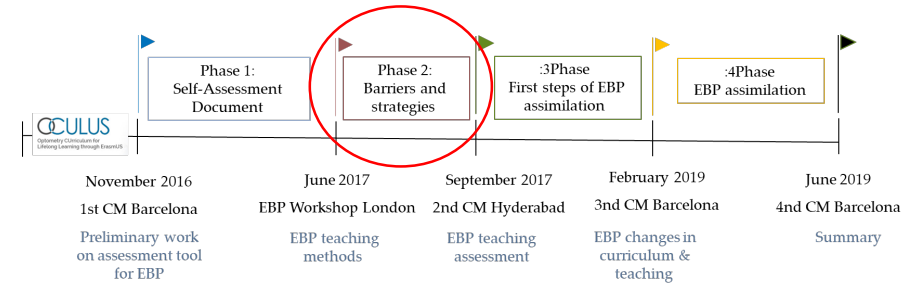 Phase 1:
Self-Assessment
Document
Phase 2:
Barriers and
strategies
:3Phase
First steps of EBP
assimilation
:4Phase
EBP assimilation
OCULUS
Optometry CUrriculum for
Lifelong Learning through ErasmUS
November 2016
1st CM Barcelona
Preliminary work
on assessment tool
for EBP
June 2017
EBP Workshop London
EBP teaching
methods
September 2017
2nd CM Hyderabad
EBP teaching
assessment
February 2019
3nd CM Barcelona
EBP changes in
curriculum &
teaching
June 2019
4nd CM Barcelona
Summary